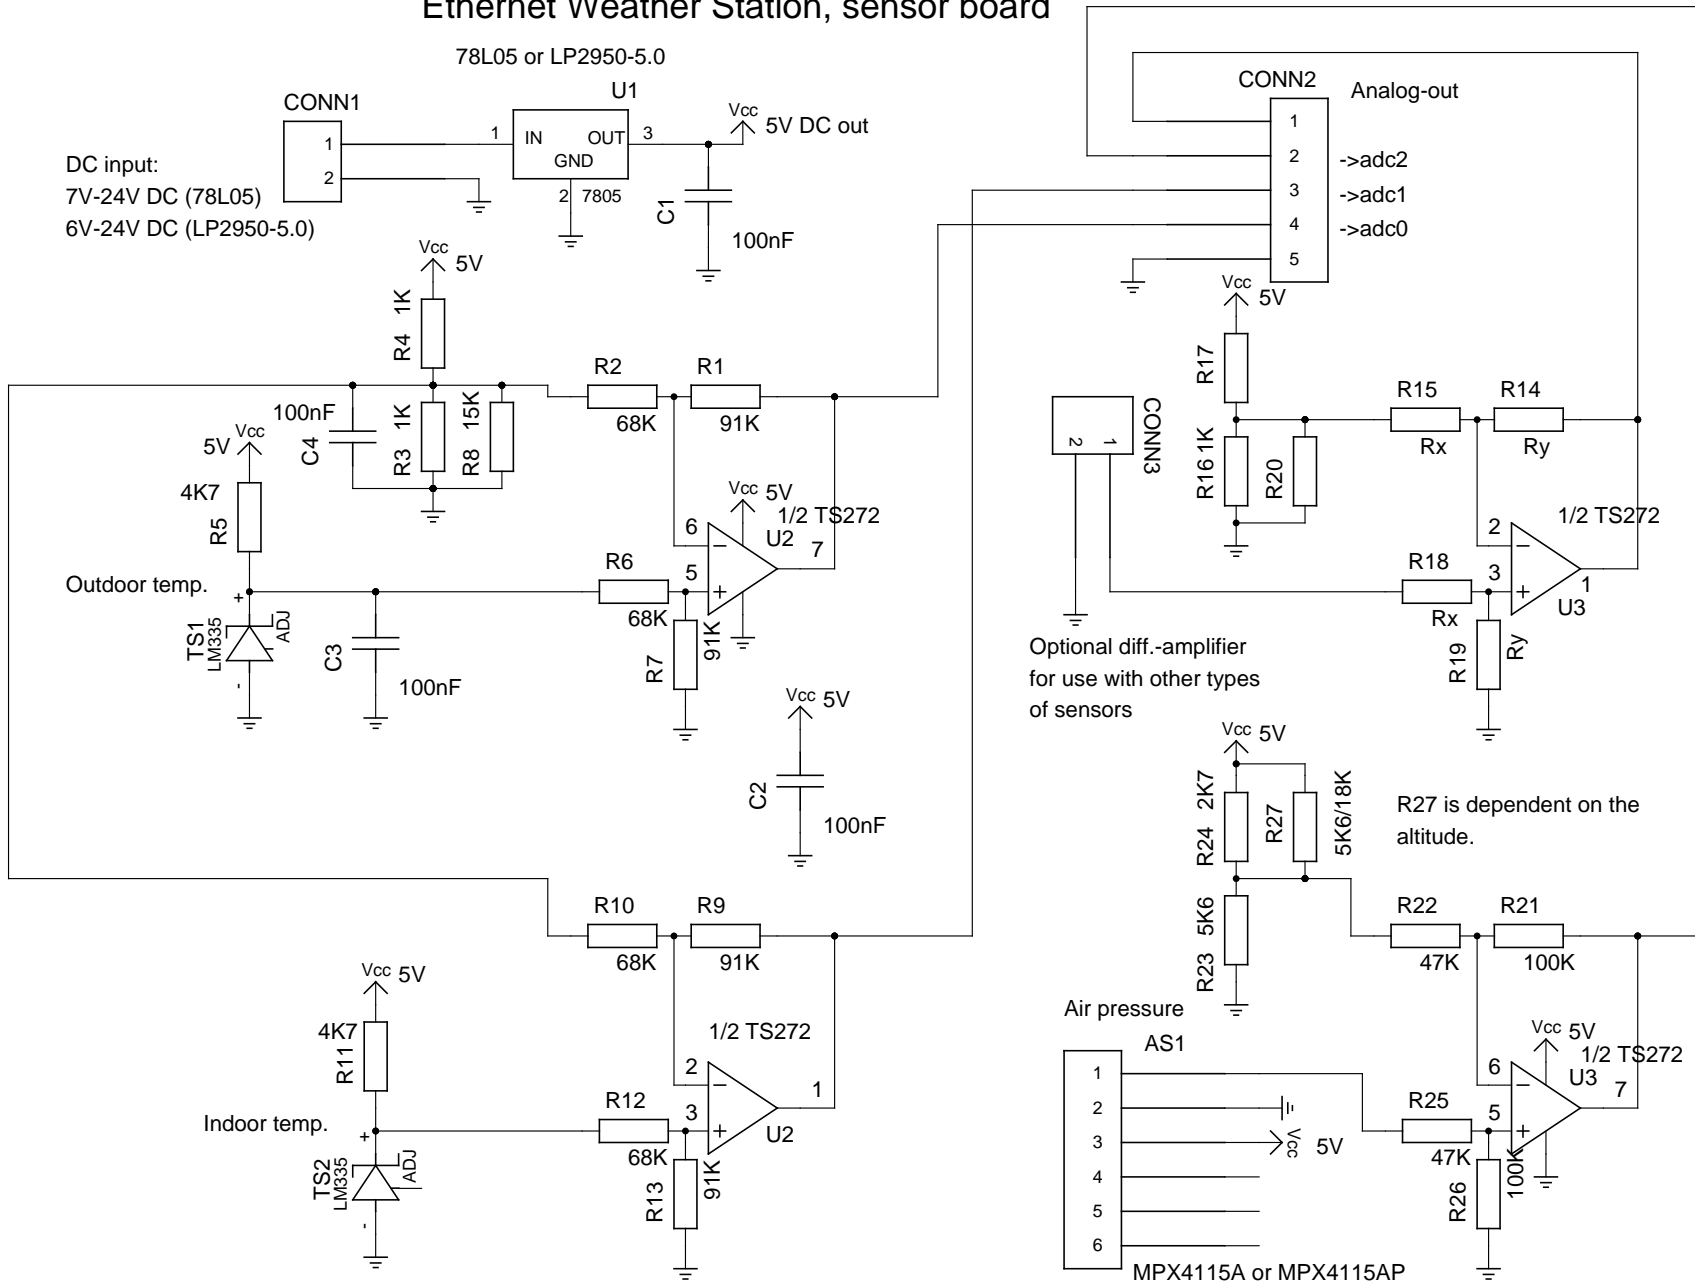 Ethernet Weather Station, sensor board
78L05 or LP2950-5.0
U1
CONN1
1
2
1
IN
OUT
3
GND
2
7805
Vcc
5V DC out
C1
100nF
DC input:
7V-24V DC (78L05)
6V-24V DC (LP2950-5.0)
CONN2
Analog-out
1
2
->adc2
3
->adc1
4
->adc0
5
Vcc
5V
R4 1K
R3 1K
R8 15K
100nF
C4
R2
68K
R1
91K
Vcc
5V
4K7
R5
Outdoor temp.
+
-
TS1
LM335
ADJ
C3
100nF
R6
68K
R7
91K
6
5
7
Vcc
5V
1/2 TS272
U2
Vcc
5V
C2
100nF
Vcc
5V
R17
R16 1K
R20
R15
Rx
R14
Ry
CONN3
2
1
R18
Rx
R19
Ry
2
3
1
1/2 TS272
U3
Optional diff.-amplifier
for use with other types
of sensors
Vcc
5V
R24 2K7
R27
5K6/18K
R27 is dependent on the
altitude.
R23 5K6
R22
47K
R21
100K
R10
68K
R9
91K
Vcc
5V
4K7
R11
Indoor temp.
+
-
TS2
LM335
ADJ
R12
68K
R13
91K
2
3
1
1/2 TS272
U2
Air pressure
AS1
1
2
3
4
5
6
Vcc
5V
MPX4115A or MPX4115AP
R25
47K
R26
100K
6
5
7
Vcc
5V
1/2 TS272
U3